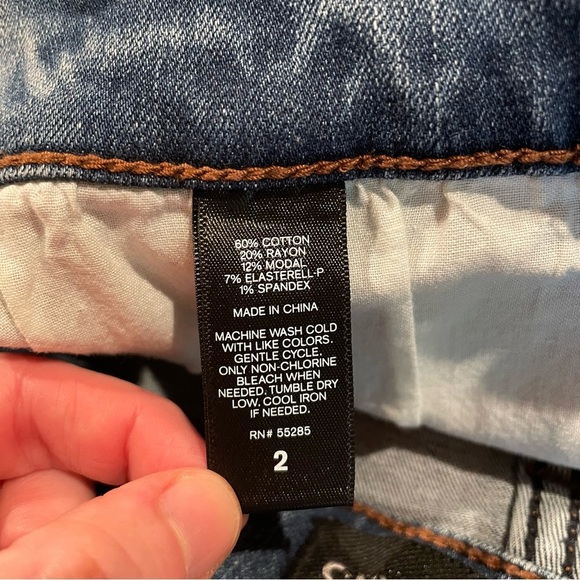 60% COTTON
20% RAYON
12% MODAL
7% ELASTERELL-P
1% SPANDEX
MADE IN CHINA
MACHINE WASH COLD
WITH LIKE COLORS.
GENTLE CYCLE.
ONLY NON-CHLORINE
BLEACH WHEN
NEEDED. TUMBLE DRY
LOW. COOL IRON
IF NEEDED.
RN# 55285
2